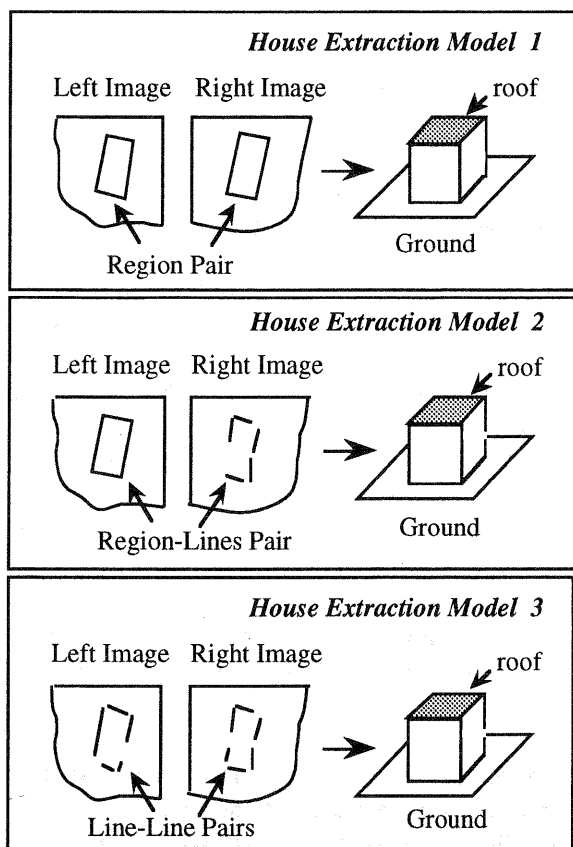 House Extraction Model 1
Left Image Right Image
roof
Region Pair
Ground
House Extraction Model 2
Left Image Right Image
roof
Region-Lines Pair
Ground
House Extraction Model 3
Left Image Right Image
roof
Line-Line Pairs
Ground